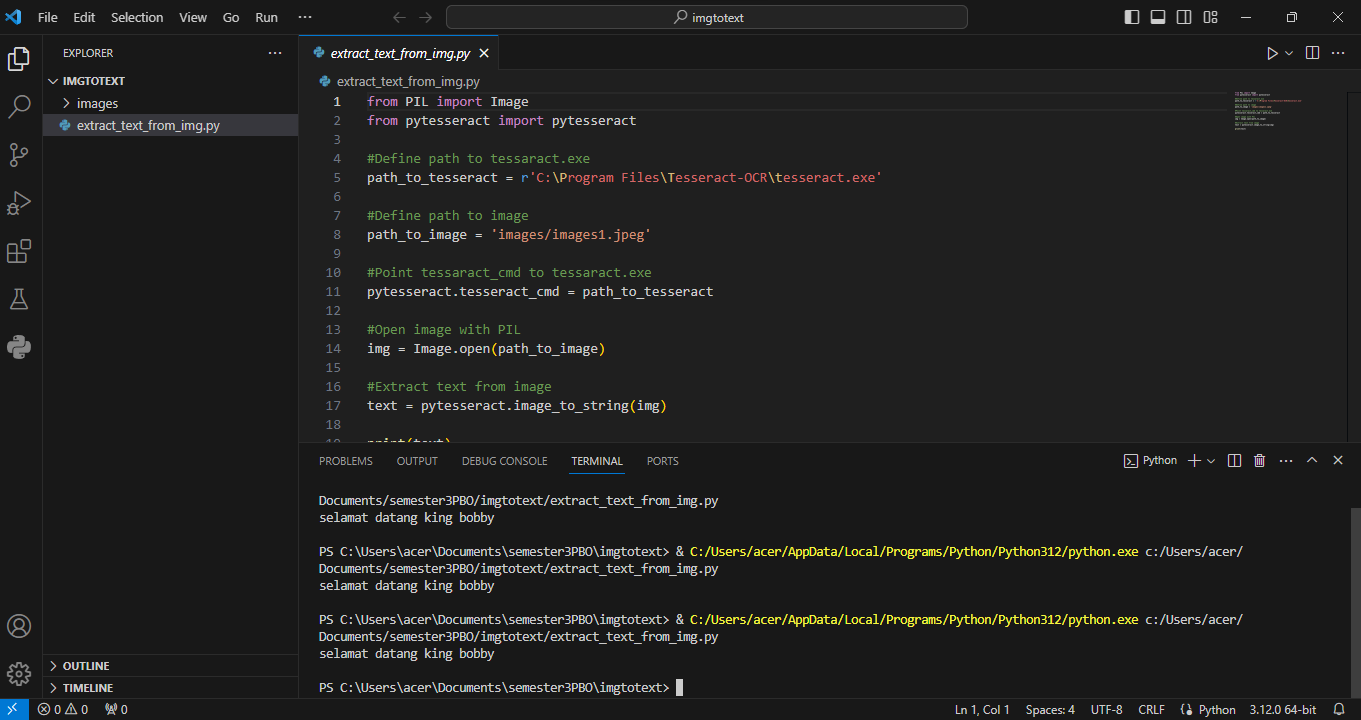 File Edit Selection View Go Run ··· imgtotext
EXPLORER ···
IMGTOTEXT
images
extract_text_from_img.py
OUTLINE
TIMELINE
extract_text_from_img.py
extract_text_from_img.py
1 from PIL import Image
2 from pytesseract import pytesseract
3
4 #Define path to tessaract.exe
5 path_to_tesseract = r'C:\Program Files\Tesseract-OCR\tesseract.exe'
6
7 #Define path to image
8 path_to_image = 'images/images1.jpeg'
9
10 #Point tessaract_cmd to tessaract.exe
11 pytesseract.tesseract_cmd = path_to_tesseract
12
13 #Open image with PIL
14 img = Image.open(path_to_image)
15
16 #Extract text from image
17 text = pytesseract.image_to_string(img)
18
19 print(text)
PROBLEMS OUTPUT DEBUG CONSOLE TERMINAL PORTS Python ···
Documents/semester3PBO/imgtotext/extract_text_from_img.py
selamat datang king bobby
PS C:\Users\acer\Documents\semester3PBO\imgtotext> & C:/Users/acer/AppData/Local/Programs/Python/Python312/python.exe c:/Users/acer/
Documents/semester3PBO/imgtotext/extract_text_from_img.py
selamat datang king bobby
PS C:\Users\acer\Documents\semester3PBO\imgtotext> & C:/Users/acer/AppData/Local/Programs/Python/Python312/python.exe c:/Users/acer/
Documents/semester3PBO/imgtotext/extract_text_from_img.py
selamat datang king bobby
PS C:\Users\acer\Documents\semester3PBO\imgtotext>
0 0 0 Ln 1, Col 1 Spaces: 4 UTF-8 CRLF Python 3.12.0 64-bit